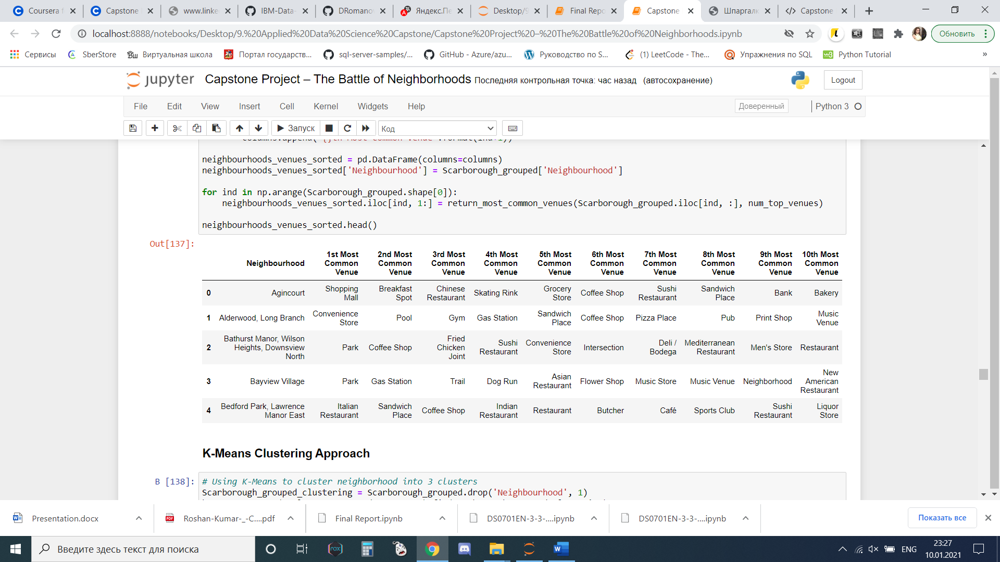 Coursera f
Capstone
www.linke
IBM-Data-
DRomano
Яндекс.Пе
Desktop/9
Final Repo
Capstone
Шпаргалк
Capstone
localhost:8888/notebooks/Desktop/9.%20Applied%20Data%20Science%20Capstone/Capstone%20Project%20–%20The%20Battle%20of%20Neighborhoods.ipynb
Обновить
Сервисы
SberStore
Виртуальная школа
Портал государств...
sql-server-samples/...
GitHub - Azure/azu...
Руководство по S...
(1) LeetCode - The...
Упражнения по SQL
Python Tutorial
»
jupyter
Capstone Project – The Battle of Neighborhoods Последняя контрольная точка: час назад (автосохранение)
Logout
File Edit View Insert Cell Kernel Widgets Help
Доверенный
Python 3
Запуск
Код
neighbourhoods_venues_sorted = pd.DataFrame(columns=columns)
neighbourhoods_venues_sorted['Neighbourhood'] = Scarborough_grouped['Neighbourhood']
for ind in np.arange(Scarborough_grouped.shape[0]):
neighbourhoods_venues_sorted.iloc[ind, 1:] = return_most_common_venues(Scarborough_grouped.iloc[ind, :], num_top_venues)
neighbourhoods_venues_sorted.head()
Out[137]:
Neighbourhood 1st Most Common Venue 2nd Most Common Venue 3rd Most Common Venue 4th Most Common Venue 5th Most Common Venue 6th Most Common Venue 7th Most Common Venue 8th Most Common Venue 9th Most Common Venue 10th Most Common Venue
0 Agincourt Shopping Mall Breakfast Spot Chinese Restaurant Skating Rink Grocery Store Coffee Shop Sushi Restaurant Sandwich Place Bank Bakery
1 Alderwood, Long Branch Convenience Store Pool Gym Gas Station Sandwich Place Coffee Shop Pizza Place Pub Print Shop Music Venue
2 Bathurst Manor, Wilson Heights, Downsview North Park Coffee Shop Fried Chicken Joint Sushi Restaurant Convenience Store Intersection Deli / Bodega Mediterranean Restaurant Men's Store Restaurant
3 Bayview Village Park Gas Station Trail Dog Run Asian Restaurant Flower Shop Music Store Music Venue Neighborhood New American Restaurant
4 Bedford Park, Lawrence Manor East Italian Restaurant Sandwich Place Coffee Shop Indian Restaurant Restaurant Butcher Café Sports Club Sushi Restaurant Liquor Store
K-Means Clustering Approach
В [138]:
# Using K-Means to cluster neighborhood into 3 clusters
Scarborough_grouped_clustering = Scarborough_grouped.drop('Neighbourhood', 1)
Presentation.docx
Roshan-Kumar-_-C....pdf
Final Report.ipynb
DS0701EN-3-3-....ipynb
DS0701EN-3-3-....ipynb
Показать все
Введите здесь текст для поиска
ENG
23:27
10.01.2021